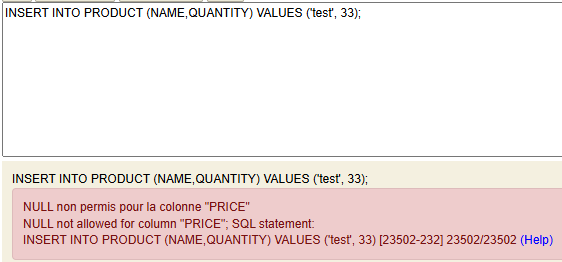 INSERT INTO PRODUCT (NAME,QUANTITY) VALUES ('test', 33);
INSERT INTO PRODUCT (NAME,QUANTITY) VALUES ('test', 33);
NULL non permis pour la colonne "PRICE"
NULL not allowed for column "PRICE"; SQL statement:
INSERT INTO PRODUCT (NAME,QUANTITY) VALUES ('test', 33) [23502-232] 23502/23502 (Help)